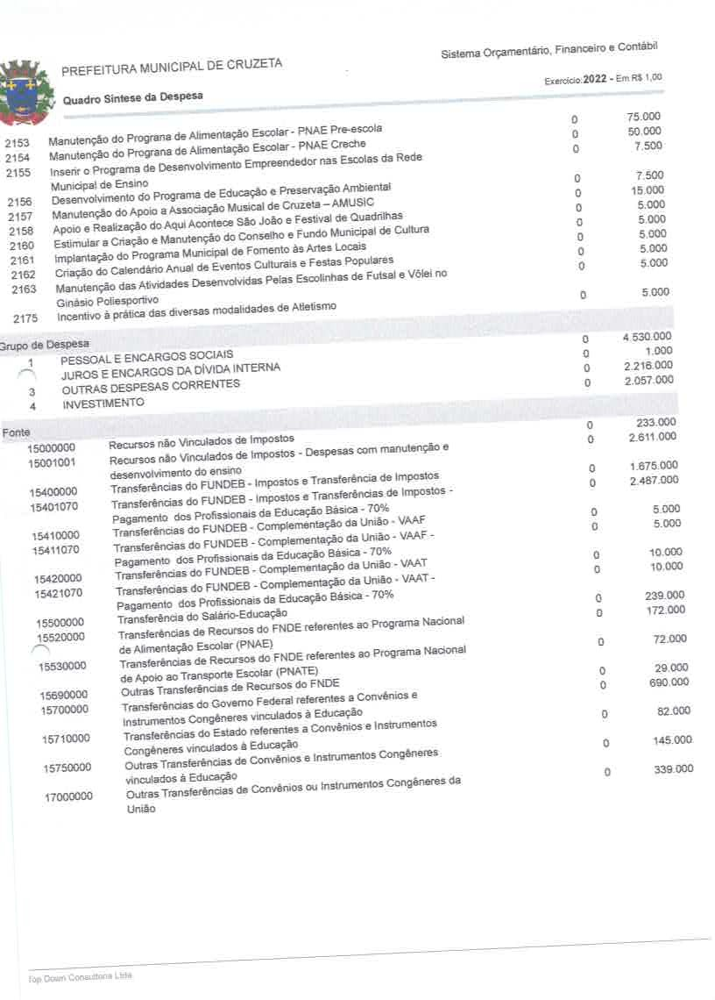 PREFEITURA MUNICIPAL DE CRUZETA
Sistema Orçamentário, Financeiro e Contábil
Quadro Síntese da Despesa
Exercício: 2022 - Em R$ 1,00
2153 Manutenção do Prograna de Alimentação Escolar - PNAE Pre-escola 0 75.000
2154 Manutenção do Prograna de Alimentação Escolar - PNAE Creche 0 50.000
2155 Inserir o Programa de Desenvolvimento Empreendedor nas Escolas da Rede 0 7.500
Municipal de Ensino
2156 Desenvolvimento do Programa de Educação e Preservação Ambiental 0 7.500
2157 Manutenção do Apoio a Associação Musical de Cruzeta – AMUSIC 0 15.000
2158 Apoio e Realização do Aqui Acontece São João e Festival de Quadrilhas 0 5.000
2160 Estimular a Criação e Manutenção do Conselho e Fundo Municipal de Cultura 0 5.000
2161 Implantação do Programa Municipal de Fomento às Artes Locais 0 5.000
2162 Criação do Calendário Anual de Eventos Culturais e Festas Populares 0 5.000
2163 Manutenção das Atividades Desenvolvidas Pelas Escolinhas de Futsal e Vôlei no 0 5.000
Ginásio Poliesportivo
2175 Incentivo à prática das diversas modalidades de Atletismo 0 5.000
Grupo de Despesa
1 PESSOAL E ENCARGOS SOCIAIS 0 4.530.000
JUROS E ENCARGOS DA DÍVIDA INTERNA 0 1.000
3 OUTRAS DESPESAS CORRENTES 0 2.216.000
4 INVESTIMENTO 0 2.057.000
Fonte
15000000 Recursos não Vinculados de Impostos 0 233.000
15001001 Recursos não Vinculados de Impostos - Despesas com manutenção e 0 2.611.000
desenvolvimento do ensino
15400000 Transferências do FUNDEB - Impostos e Transferência de Impostos 0 1.675.000
15401070 Transferências do FUNDEB - Impostos e Transferências de Impostos - 0 2.487.000
Pagamento dos Profissionais da Educação Básica - 70%
15410000 Transferências do FUNDEB - Complementação da União - VAAF 0 5.000
15411070 Transferências do FUNDEB - Complementação da União - VAAF - 0 5.000
Pagamento dos Profissionais da Educação Básica - 70%
15420000 Transferências do FUNDEB - Complementação da União - VAAT 0 10.000
15421070 Transferências do FUNDEB - Complementação da União - VAAT - 0 10.000
Pagamento dos Profissionais da Educação Básica - 70%
15500000 Transferência do Salário-Educação 0 239.000
15520000 Transferências de Recursos do FNDE referentes ao Programa Nacional 0 172.000
de Alimentação Escolar (PNAE)
15530000 Transferências de Recursos do FNDE referentes ao Programa Nacional 0 72.000
de Apoio ao Transporte Escolar (PNATE)
15690000 Outras Transferências de Recursos do FNDE 0 29.000
15700000 Transferências do Governo Federal referentes a Convênios e 0 690.000
Instrumentos Congêneres vinculados à Educação
15710000 Transferências do Estado referentes a Convênios e Instrumentos 0 82.000
Congêneres vinculados à Educação
15750000 Outras Transferências de Convênios e Instrumentos Congêneres 0 145.000
vinculados á Educação
17000000 Outras Transferências de Convênios ou Instrumentos Congêneres da 0 339.000
União
Top Down Consultoria Ltda